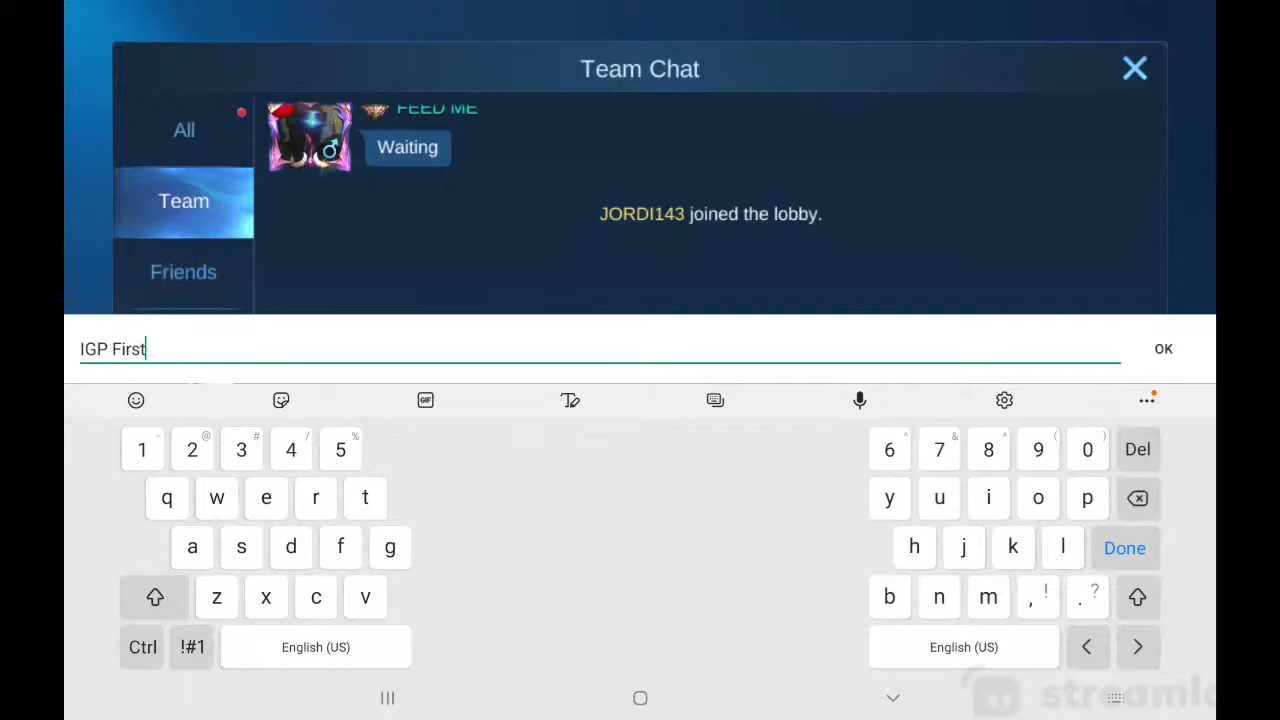 Team Chat
All
FEED ME
Waiting
Team
JORDI143 joined the lobby.
Friends
IGP First
OK
GIF
1 2 3 4 5 6 7 8 9 0 Del
- @ # / % ^ & * ( )
q w e r t y u i o p
a s d f g h j k l Done
z x c v b n m , ! . ?
Ctrl !#1 English (US) English (US)